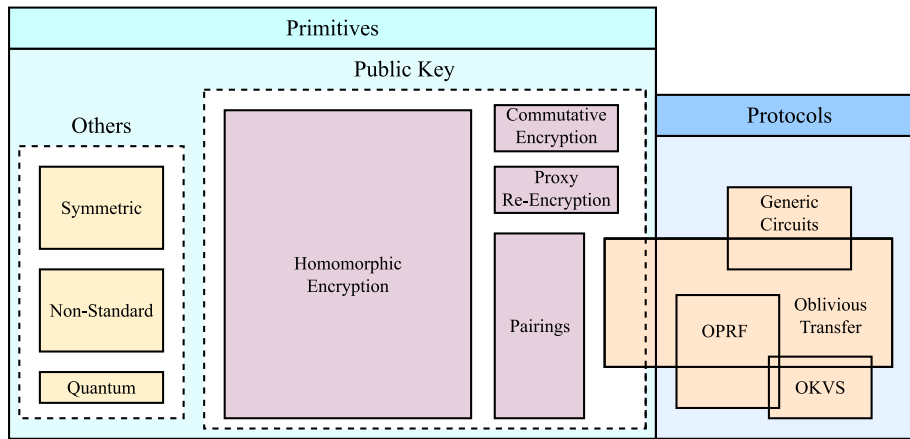 Primitives
Public Key
Others
Symmetric
Non-Standard
Quantum
Homomorphic
Encryption
Commutative
Encryption
Proxy
Re-Encryption
Pairings
Protocols
Generic
Circuits
Oblivious
Transfer
OPRF
OKVS